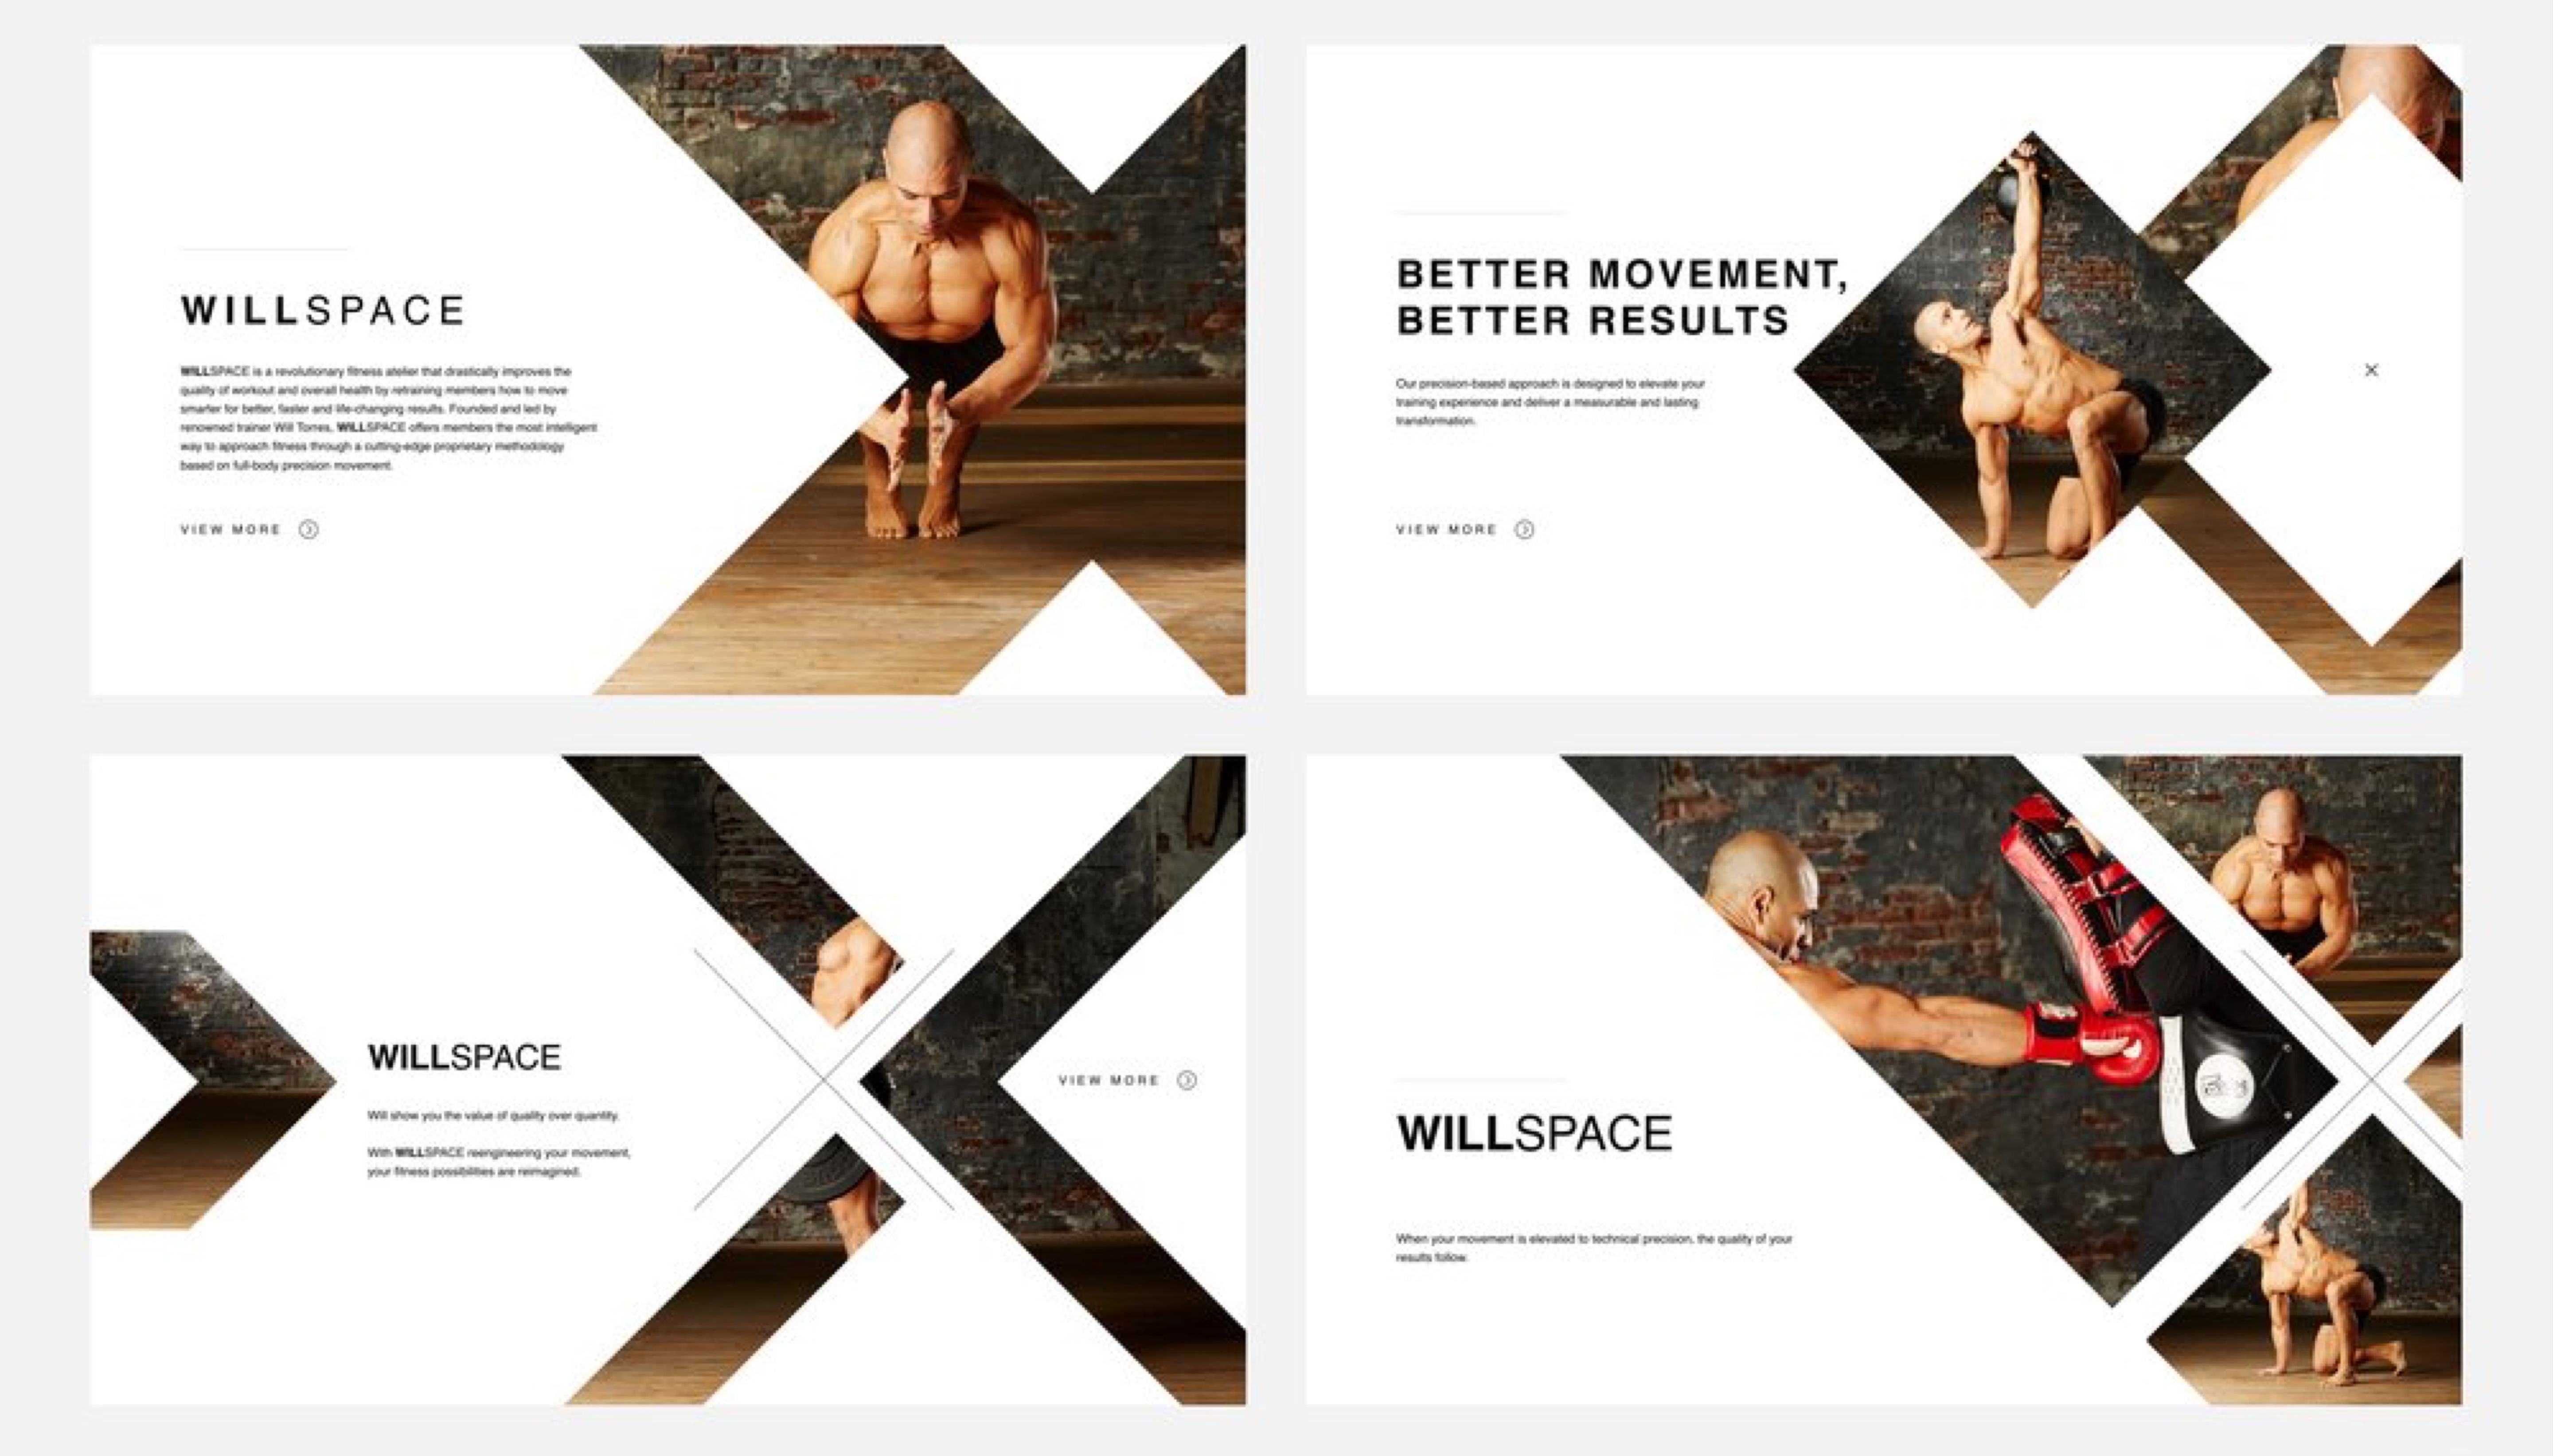 WILLSPACE
WILLSPACE is a revolutionary fitness atelier that drastically improves the
quality of workout and overall health by retraining members how to move
smarter for better, faster and life-changing results. Founded and led by
renowned trainer Will Torres, WILLSPACE offers members the most intelligent
way to approach fitness through a cutting-edge proprietary methodology
based on full-body precision movement.
VIEW MORE
BETTER MOVEMENT,
BETTER RESULTS
Our precision-based approach is designed to elevate your
training experience and deliver a measurable and lasting
transformation.
VIEW MORE
WILLSPACE
Will show you the value of quality over quantity.
With WILLSPACE reengineering your movement,
your fitness possibilities are reimagined.
VIEW MORE
WILLSPACE
When your movement is elevated to technical precision, the quality of your
results follow.